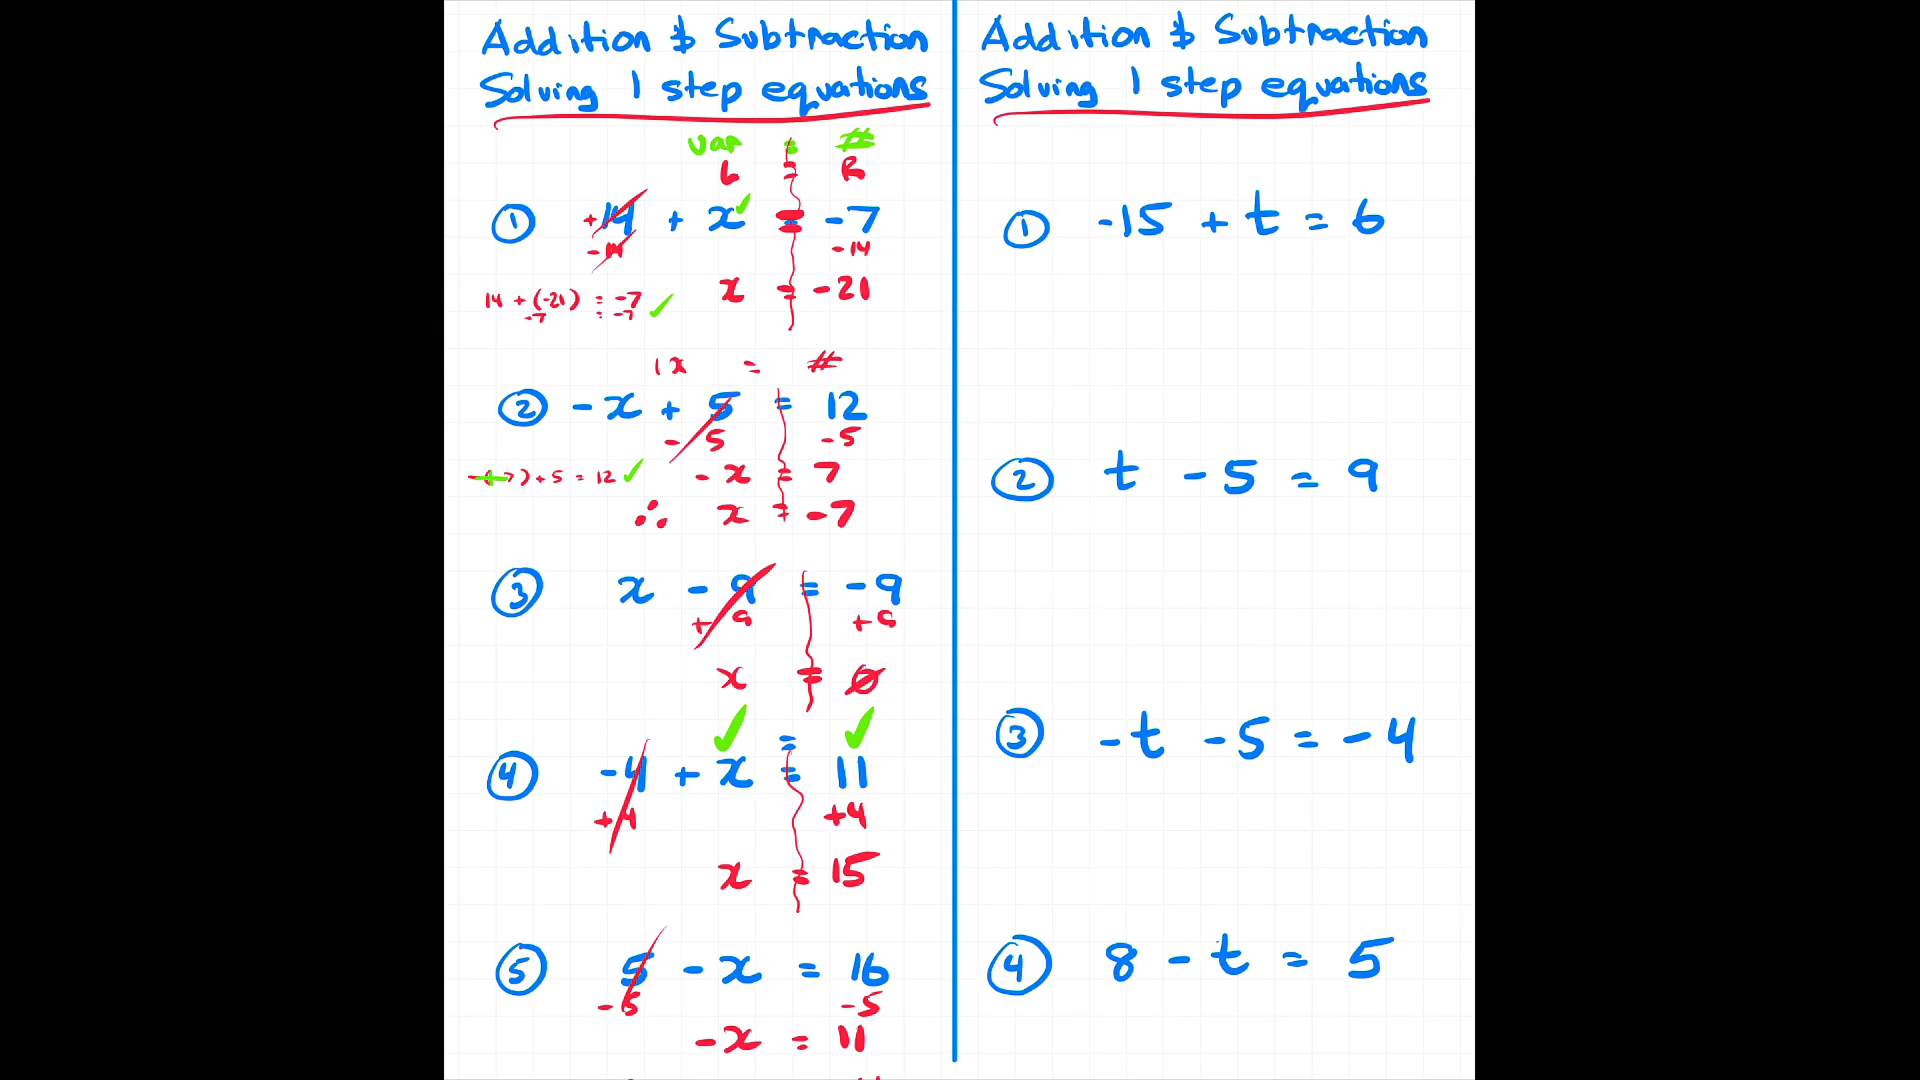 Addition & Subtraction
Solving 1 step equations
var = #
L = R
① +14 + x = -7
-14 -14
x = -21
14 + (-21) = -7 ✓
-7 = -7
1x = #
② -x + 5 = 12
- 5 -5
-x = 7
-(-7) + 5 = 12 ✓
∴ x = -7
③ x - 9 = -9
+ 9 + 9
x = 0
✓ = ✓
④ -4 + x = 11
+4 +4
x = 15
⑤ 5 - x = 16
-5 -5
-x = 11
Addition & Subtraction
Solving 1 step equations
① -15 + t = 6
② t - 5 = 9
③ -t - 5 = -4
④ 8 - t = 5